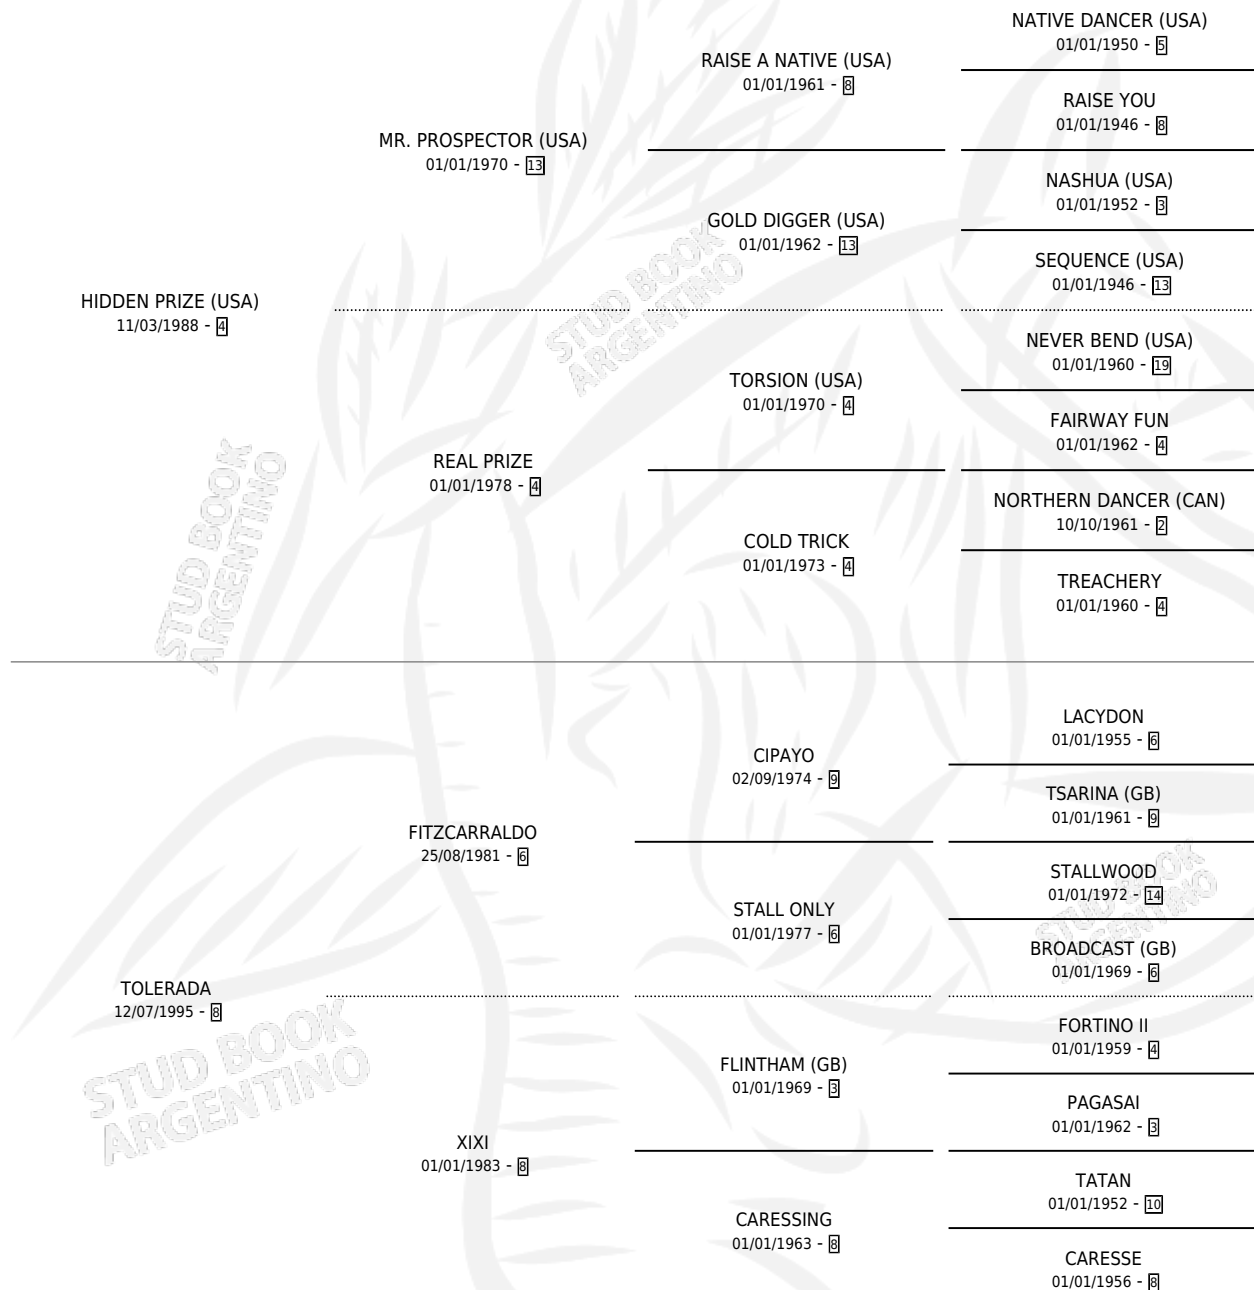 NATIVE DANCER (USA)
01/01/1950 - 5
RAISE A NATIVE (USA)
01/01/1961 - 8
RAISE YOU
01/01/1946 - 8
MR. PROSPECTOR (USA)
01/01/1970 - 13
NASHUA (USA)
01/01/1952 - 3
GOLD DIGGER (USA)
01/01/1962 - 13
SEQUENCE (USA)
01/01/1946 - 13
HIDDEN PRIZE (USA)
11/03/1988 - 4
STUD BOOK
ARGENTINO
NEVER BEND (USA)
01/01/1960 - 19
TORSION (USA)
01/01/1970 - 4
FAIRWAY FUN
01/01/1962 - 4
REAL PRIZE
01/01/1978 - 4
NORTHERN DANCER (CAN)
10/10/1961 - 2
COLD TRICK
01/01/1973 - 4
TREACHERY
01/01/1960 - 4
STUD BOOK
ARGENTINO
LACYDON
01/01/1955 - 6
CIPAYO
02/09/1974 - 9
TSARINA (GB)
01/01/1961 - 9
FITZCARRALDO
25/08/1981 - 6
STALLWOOD
01/01/1972 - 14
STALL ONLY
01/01/1977 - 6
BROADCAST (GB)
01/01/1969 - 6
STUD BOOK
ARGENTINO
TOLERADA
12/07/1995 - 8
FORTINO II
01/01/1959 - 4
FLINTHAM (GB)
01/01/1969 - 3
PAGASAI
01/01/1962 - 3
STUD BOOK
ARGENTINO
XIXI
01/01/1983 - 8
TATAN
01/01/1952 - 10
CARESSING
01/01/1963 - 8
CARESSE
01/01/1956 - 8